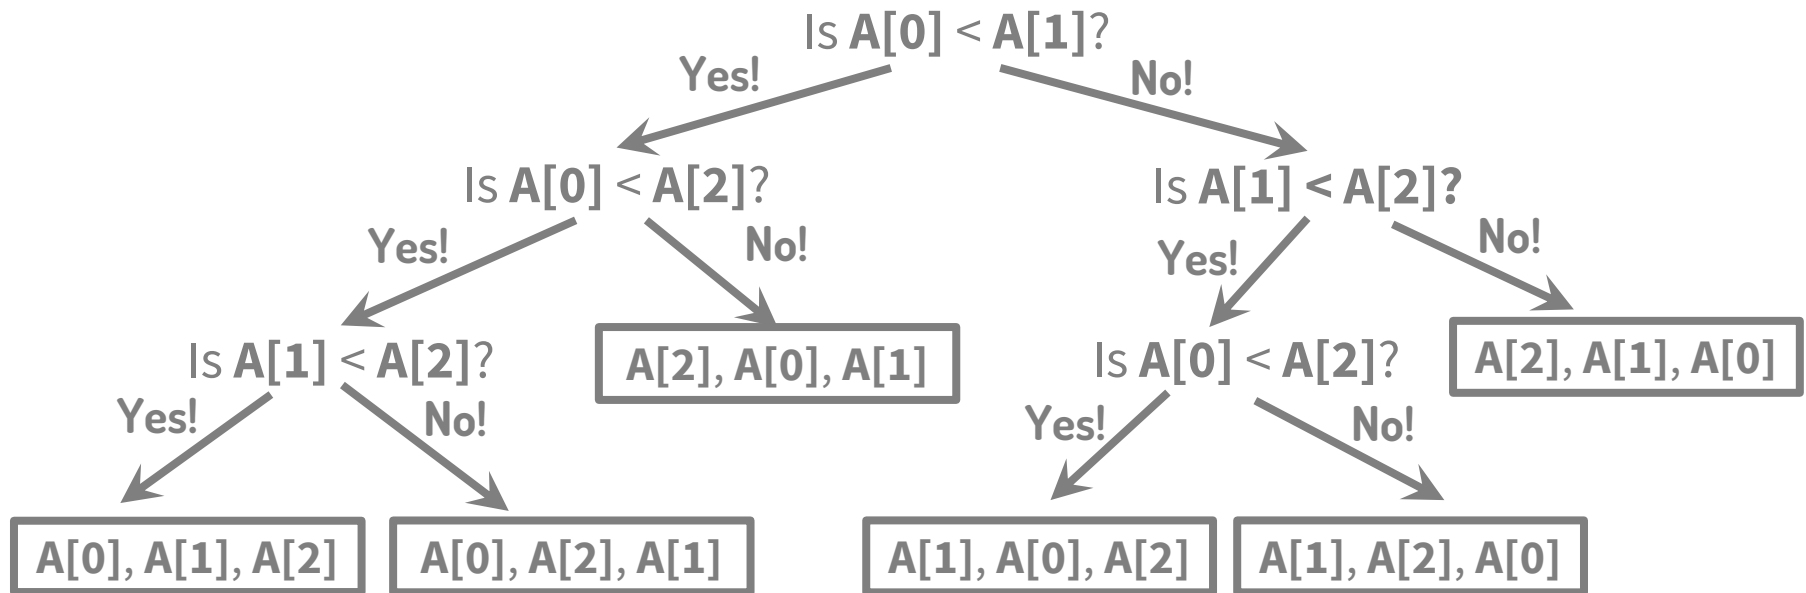 Is A[0] < A[1]?
Yes!
No!
Is A[0] < A[2]?
Is A[1] < A[2]?
Yes!
No!
Yes!
No!
Is A[1] < A[2]?
A[2], A[0], A[1]
Is A[0] < A[2]?
A[2], A[1], A[0]
Yes!
No!
Yes!
No!
A[0], A[1], A[2]
A[0], A[2], A[1]
A[1], A[0], A[2]
A[1], A[2], A[0]